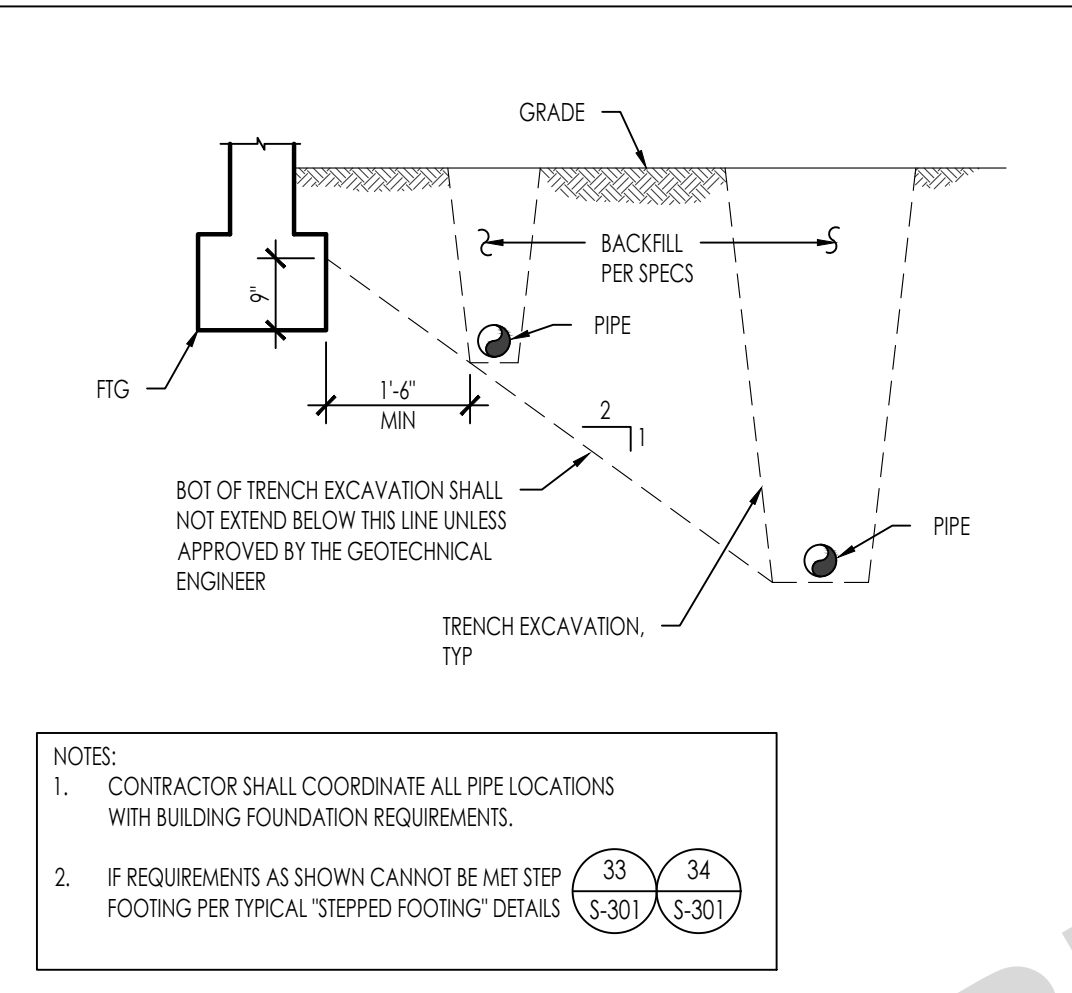 GRADE
BACKFILL
PER SPECS
9"
PIPE
FTG
1'-6"
MIN
2
1
BOT OF TRENCH EXCAVATION SHALL
NOT EXTEND BELOW THIS LINE UNLESS
APPROVED BY THE GEOTECHNICAL
ENGINEER
PIPE
TRENCH EXCAVATION,
TYP
NOTES:
1. CONTRACTOR SHALL COORDINATE ALL PIPE LOCATIONS
WITH BUILDING FOUNDATION REQUIREMENTS.
2. IF REQUIREMENTS AS SHOWN CANNOT BE MET STEP
FOOTING PER TYPICAL "STEPPED FOOTING" DETAILS
33 34
S-301 S-301